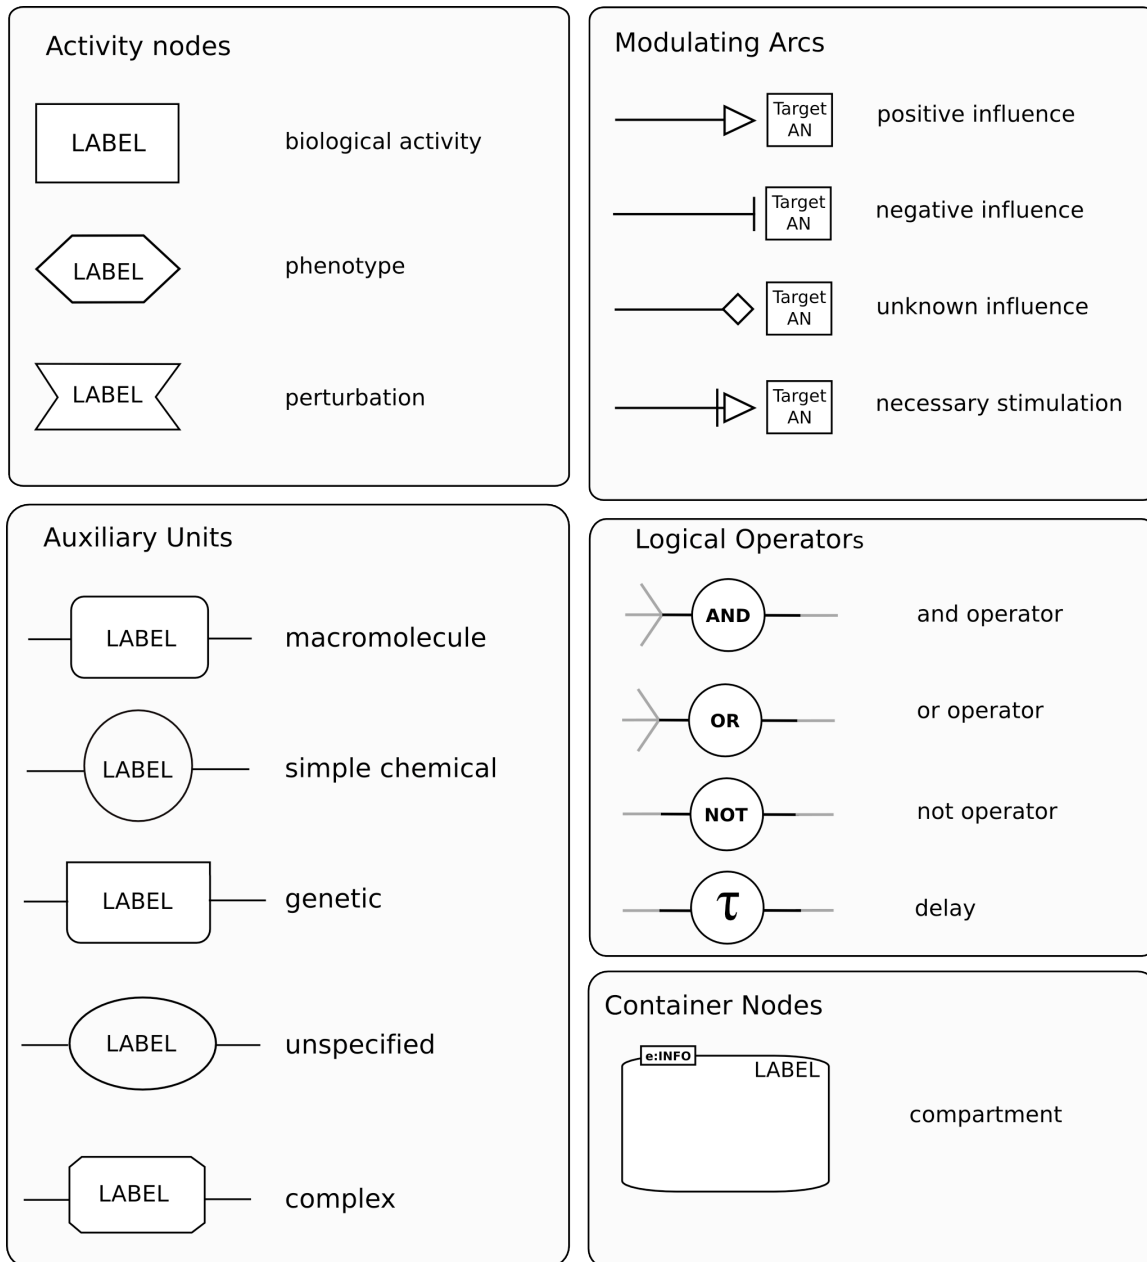 Activity nodes
LABEL
biological activity
LABEL
phenotype
LABEL
perturbation
Modulating Arcs
Target
AN
positive influence
Target
AN
negative influence
Target
AN
unknown influence
Target
AN
necessary stimulation
Auxiliary Units
LABEL
macromolecule
LABEL
simple chemical
LABEL
genetic
LABEL
unspecified
LABEL
complex
Logical Operators
AND
and operator
OR
or operator
NOT
not operator
τ
delay
Container Nodes
e:INFO
LABEL
compartment